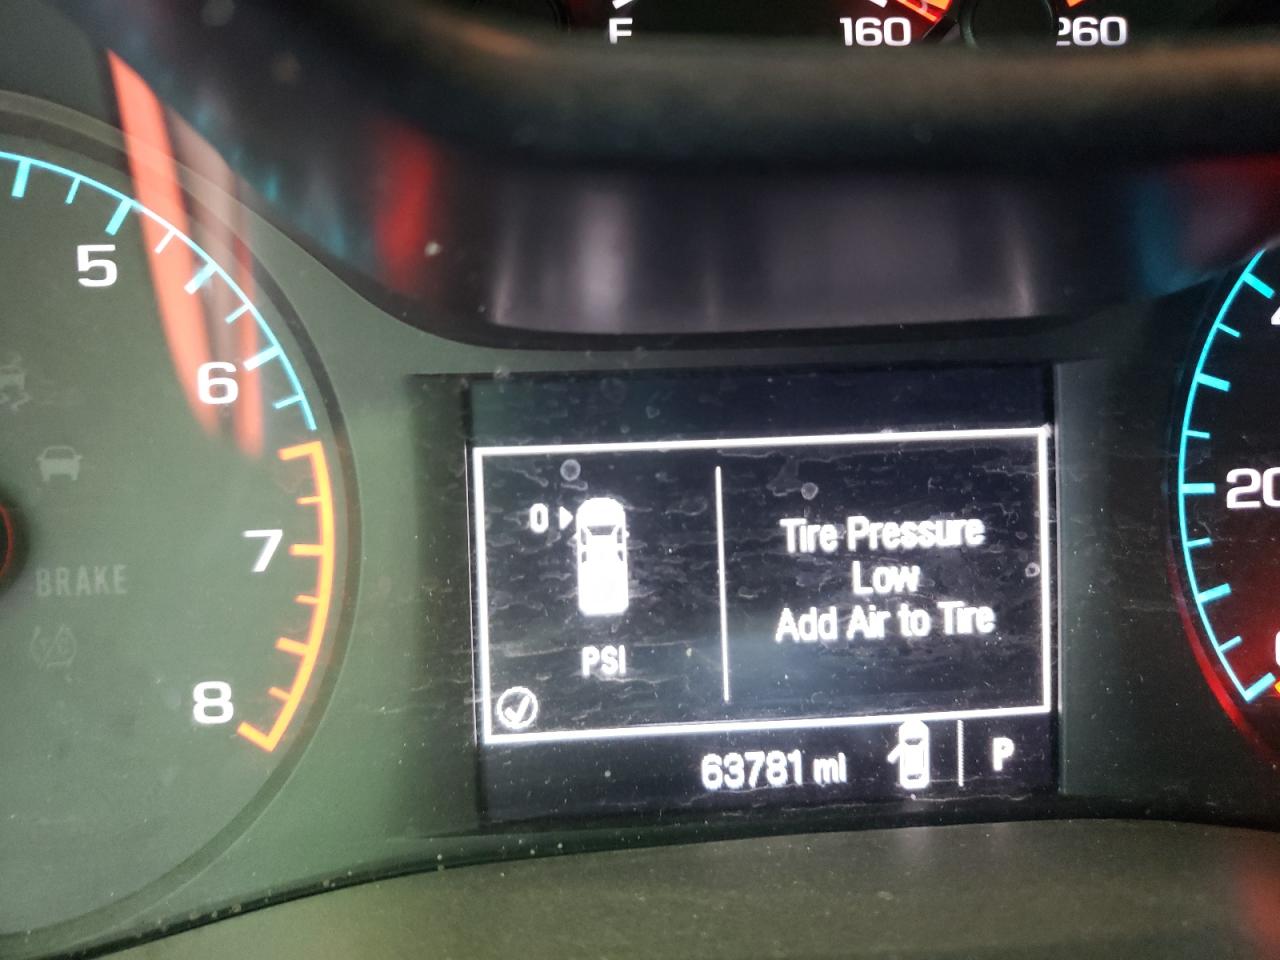 F
160
260
5
6
7
BRAKE
8
0
PSI
Tire Pressure
Low
Add Air to Tire
63781 mi
P
20